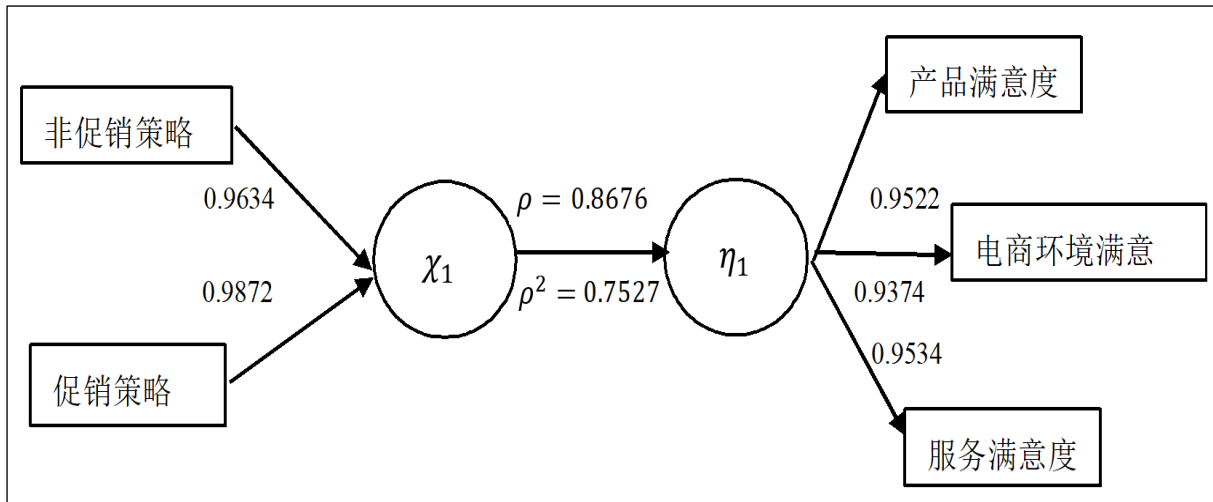 非促销策略
0.9634
0.9872
促销策略
χ₁
ρ = 0.8676
ρ² = 0.7527
η₁
产品满意度
0.9522
电商环境满意
0.9374
0.9534
服务满意度